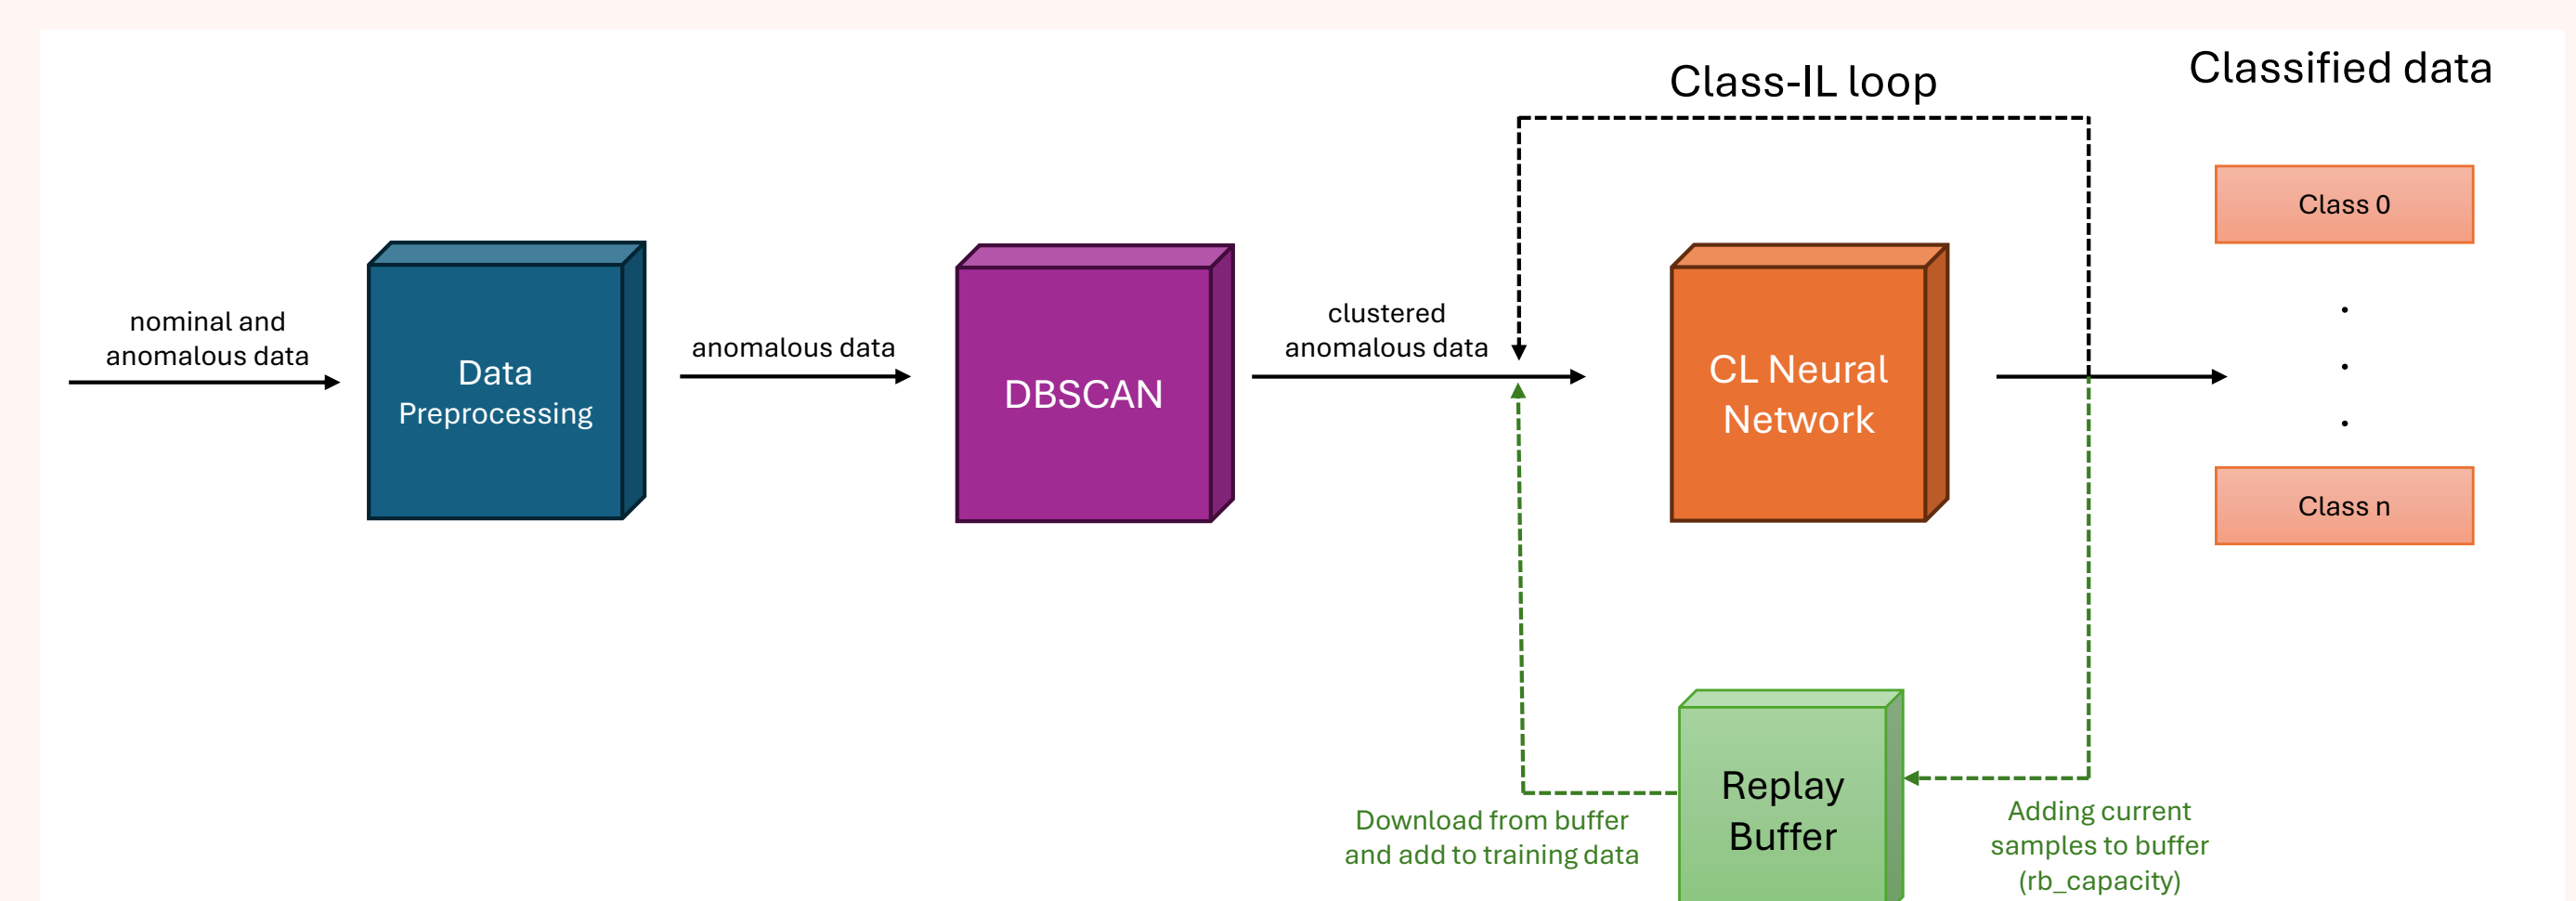 Class-IL loop
Classified data
Class 0
nominal and
anomalous data
Data
Preprocessing
anomalous data
DBSCAN
clustered
anomalous data
CL Neural
Network
.
.
.
Class n
Replay
Buffer
Download from buffer
and add to training data
Adding current
samples to buffer
(rb_capacity)